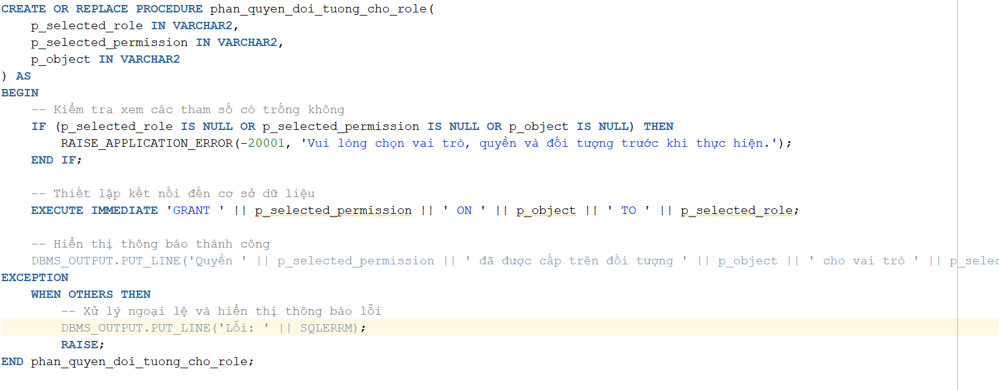 CREATE OR REPLACE PROCEDURE phan_quyen_doi_tuong_cho_role(
    p_selected_role IN VARCHAR2,
    p_selected_permission IN VARCHAR2,
    p_object IN VARCHAR2
) AS
BEGIN
    -- Kiểm tra xem các tham số có trống không
    IF (p_selected_role IS NULL OR p_selected_permission IS NULL OR p_object IS NULL) THEN
        RAISE_APPLICATION_ERROR(-20001, 'Vui lòng chọn vai trò, quyền và đối tượng trước khi thực hiện.');
    END IF;
    -- Thiết lập kết nối đến cơ sở dữ liệu
    EXECUTE IMMEDIATE 'GRANT ' || p_selected_permission || ' ON ' || p_object || ' TO ' || p_selected_role;
    -- Hiển thị thông báo thành công
    DBMS_OUTPUT.PUT_LINE('Quyền ' || p_selected_permission || ' đã được cấp trên đối tượng ' || p_object || ' cho vai trò ' ||
EXCEPTION
    WHEN OTHERS THEN
        -- Xử lý ngoại lệ và hiển thị thông báo lỗi
        DBMS_OUTPUT.PUT_LINE('Lỗi: ' || SQLERRM);
        RAISE;
END phan_quyen_doi_tuong_cho_role;